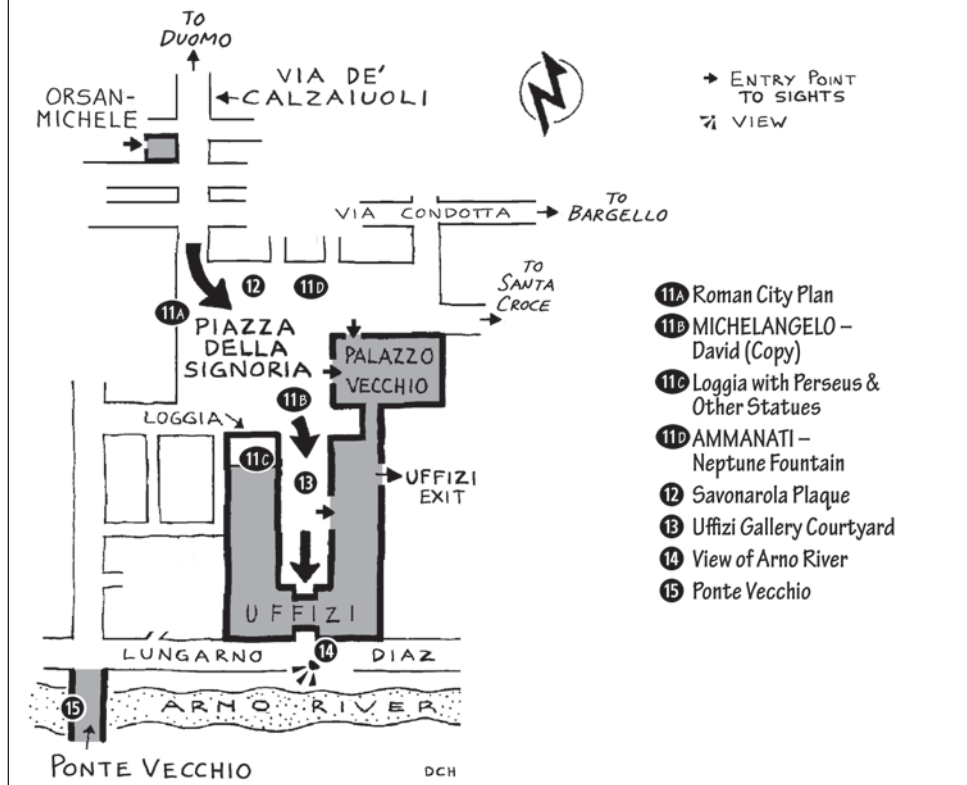 TO
DUOMO
VIA DE'
CALZAIUOLI
ORSAN-
MICHELE
N
ENTRY POINT
TO SIGHTS
VIEW
VIA CONDOTTA
TO
BARGELLO
TO
SANTA
CROCE
12
11D
11A
PIAZZA
DELLA
SIGNORIA
PALAZZO
VECCHIO
11B
LOGGIA
11C
13
UFFIZI
EXIT
UFFIZI
14
LUNGARNO DIAZ
15
ARNO RIVER
PONTE VECCHIO
DCH
11A Roman City Plan
11B MICHELANGELO –
David (Copy)
11C Loggia with Perseus &
Other Statues
11D AMMANATI –
Neptune Fountain
12 Savonarola Plaque
13 Uffizi Gallery Courtyard
14 View of Arno River
15 Ponte Vecchio